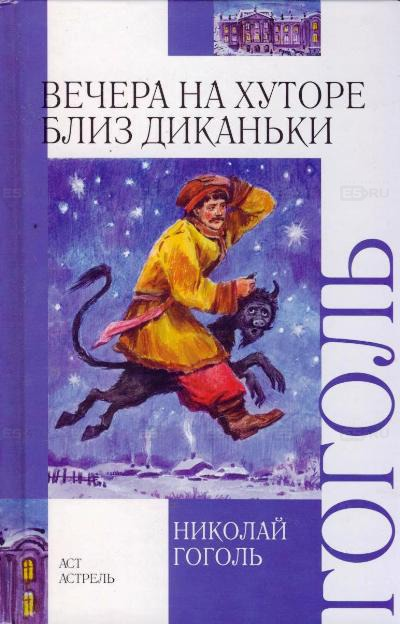 ВЕЧЕРА НА ХУТОРЕ
БЛИЗ ДИКАНЬКИ
ГОГОЛЬ
НИКОЛАЙ
ГОГОЛЬ
АСТ
АСТРЕЛЬ